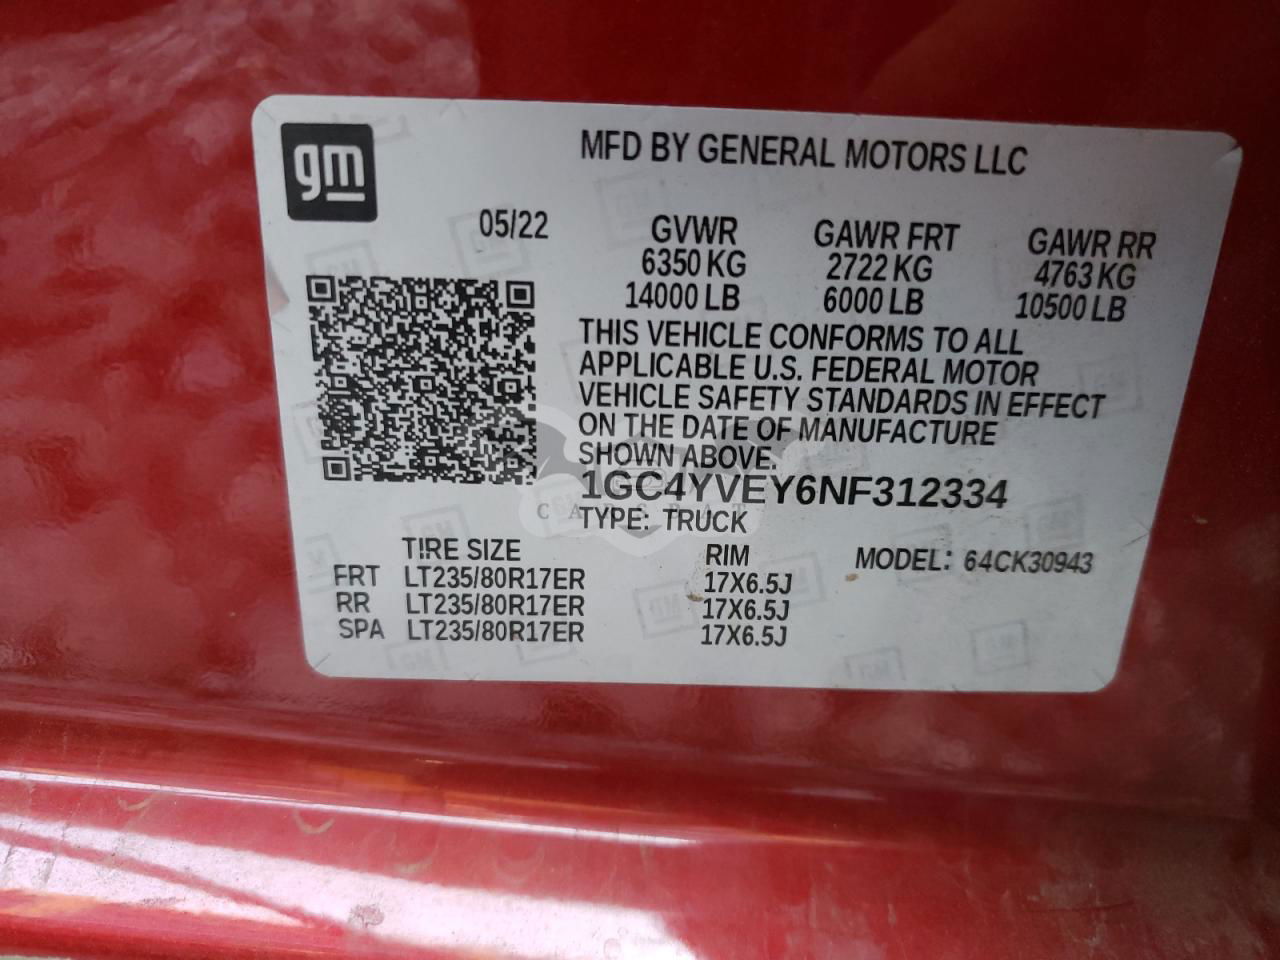 gm
MFD BY GENERAL MOTORS LLC
05/22 GVWR GAWR FRT GAWR RR
6350 KG 2722 KG 4763 KG
14000 LB 6000 LB 10500 LB
THIS VEHICLE CONFORMS TO ALL
APPLICABLE U.S. FEDERAL MOTOR
VEHICLE SAFETY STANDARDS IN EFFECT
ON THE DATE OF MANUFACTURE
SHOWN ABOVE.
1GC4YVEY6NF312334
TYPE: TRUCK
TIRE SIZE RIM MODEL: 64CK30943
FRT LT235/80R17ER 17X6.5J
RR LT235/80R17ER 17X6.5J
SPA LT235/80R17ER 17X6.5J